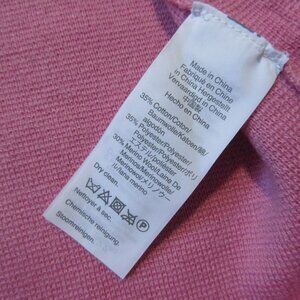 Made in China
Fabriqué en Chine
In China Hergestellt
Vervaardigd in China
中国製
Hecho en China
35% Cotton/Coton/
Baumwolle/Katoen/綿/
algodón
35% Polyester/Polyester/
Polyester/Polyester/
ポリエステル/poliéster
30% Merino Wool/Laine De
Merinos/Merinowolle/
Merinowol/メリノウー
ル/lana merino
Dry clean.
P
Nettoyer à sec.
Chemische reinigung.
Stoomreinigen.